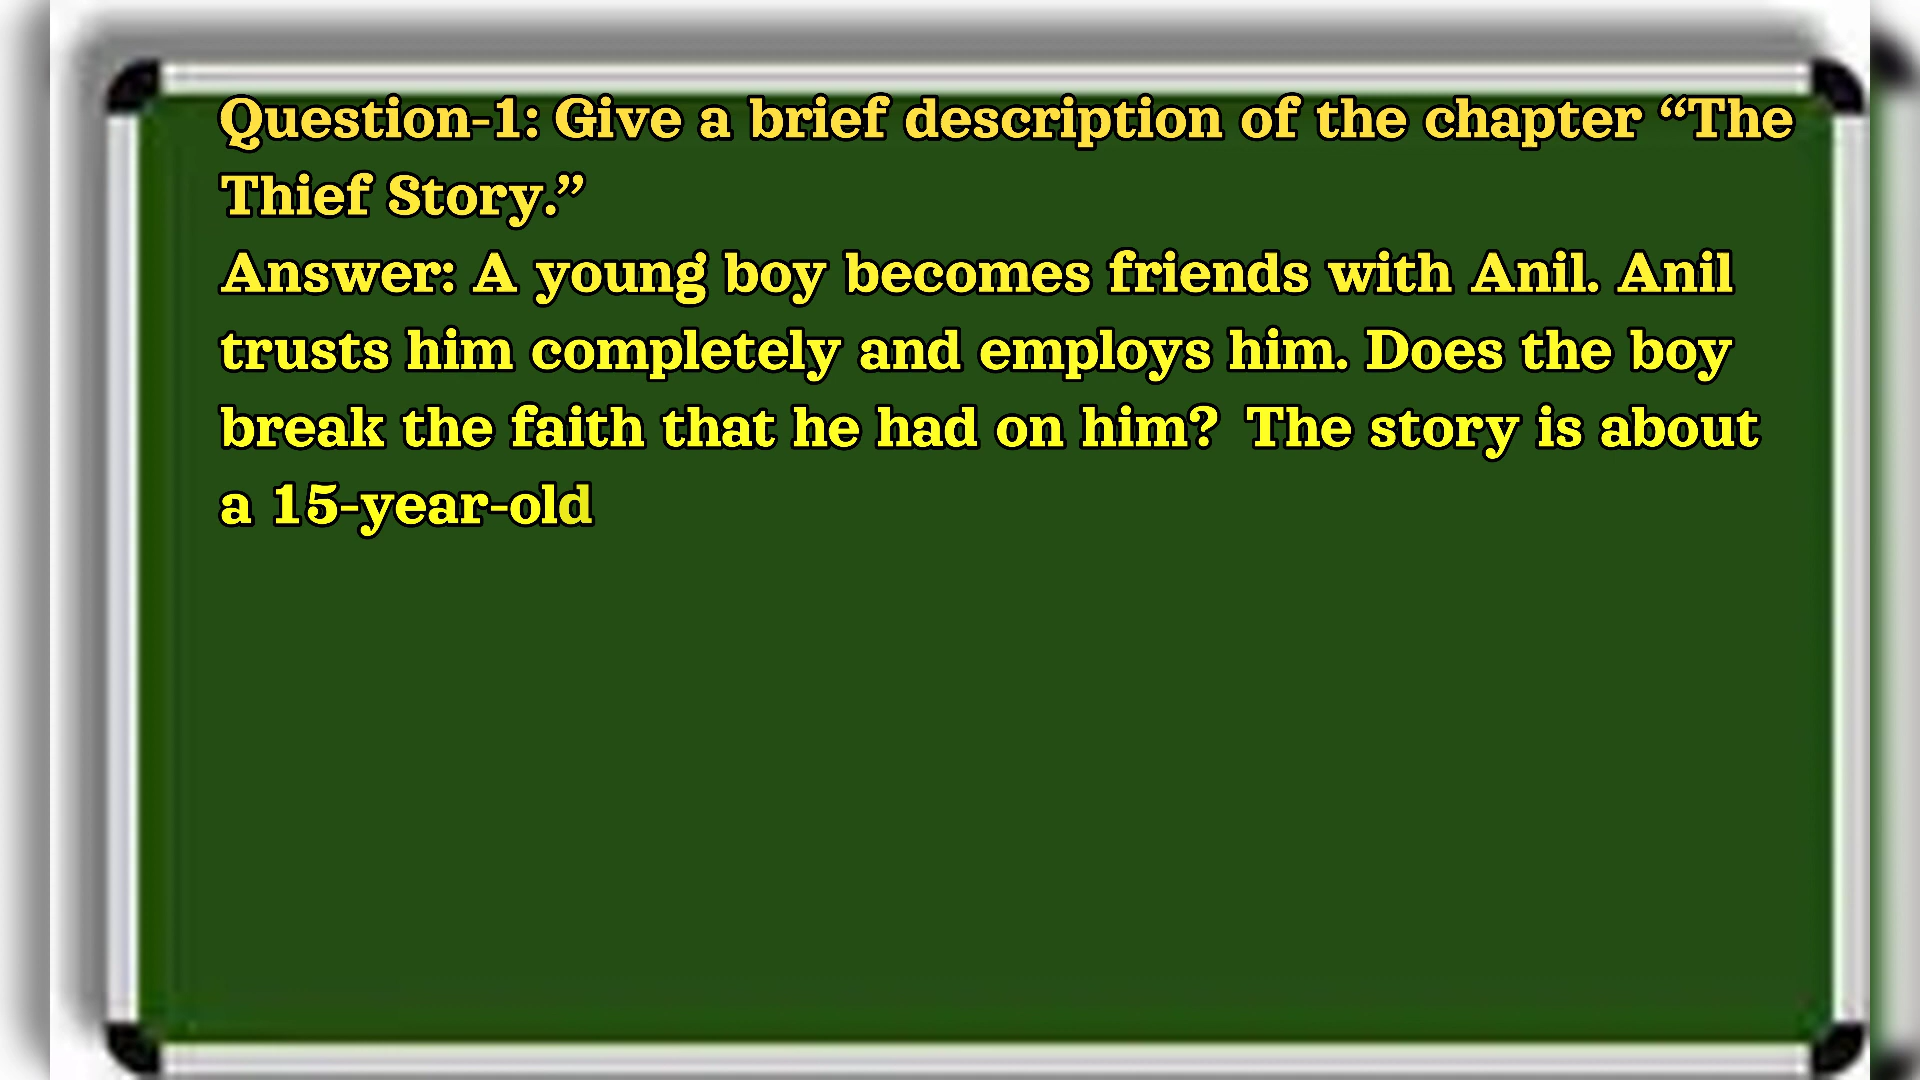 Question-1: Give a brief description of the chapter “The
Thief Story.”
Answer: A young boy becomes friends with Anil. Anil
trusts him completely and employs him. Does the boy
break the faith that he had on him?  The story is about
a 15-year-old